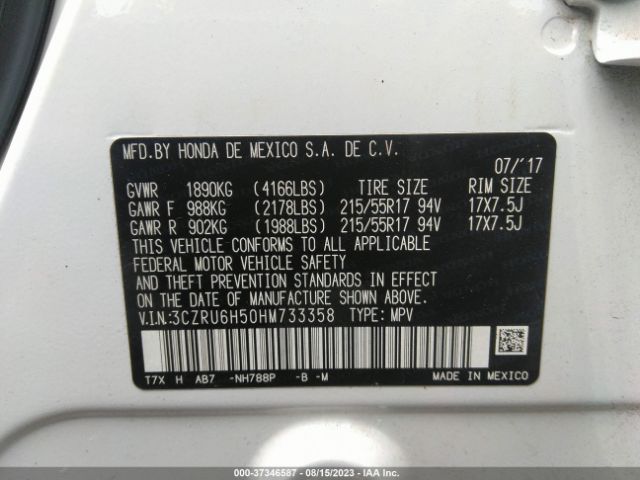 MFD.BY HONDA DE MEXICO S.A. DE C.V.
07/'17
GVWR 1890KG (4166LBS) TIRE SIZE RIM SIZE
GAWR F 988KG (2178LBS) 215/55R17 94V 17X7.5J
GAWR R 902KG (1988LBS) 215/55R17 94V 17X7.5J
THIS VEHICLE CONFORMS TO ALL APPLICABLE
FEDERAL MOTOR VEHICLE SAFETY
AND THEFT PREVENTION STANDARDS IN EFFECT
ON THE DATE OF MANUFACTURE SHOWN ABOVE.
V.I.N:3CZRU6H50HM733358 TYPE: MPV
T7X H AB7 -NH788P -B -M MADE IN MEXICO
000-37346587 - 08/15/2023 - IAA Inc.